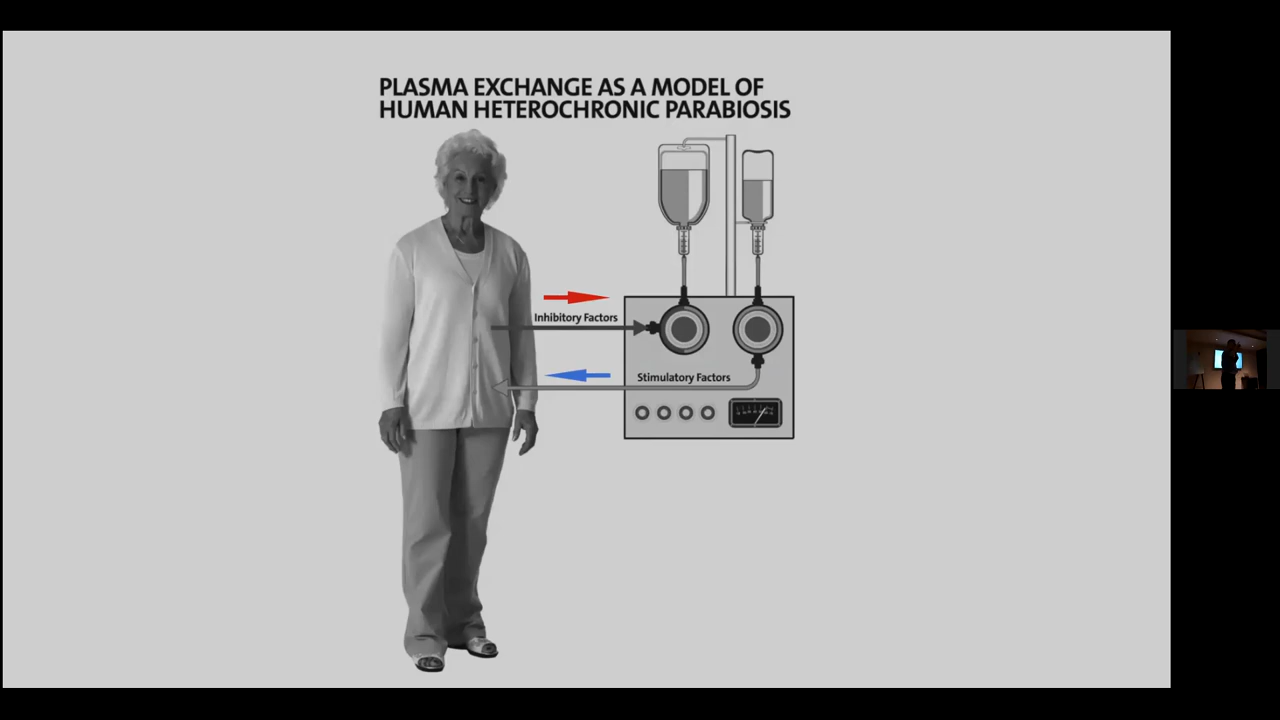 PLASMA EXCHANGE AS A MODEL OF
HUMAN HETEROCHRONIC PARABIOSIS
Inhibitory Factors
Stimulatory Factors